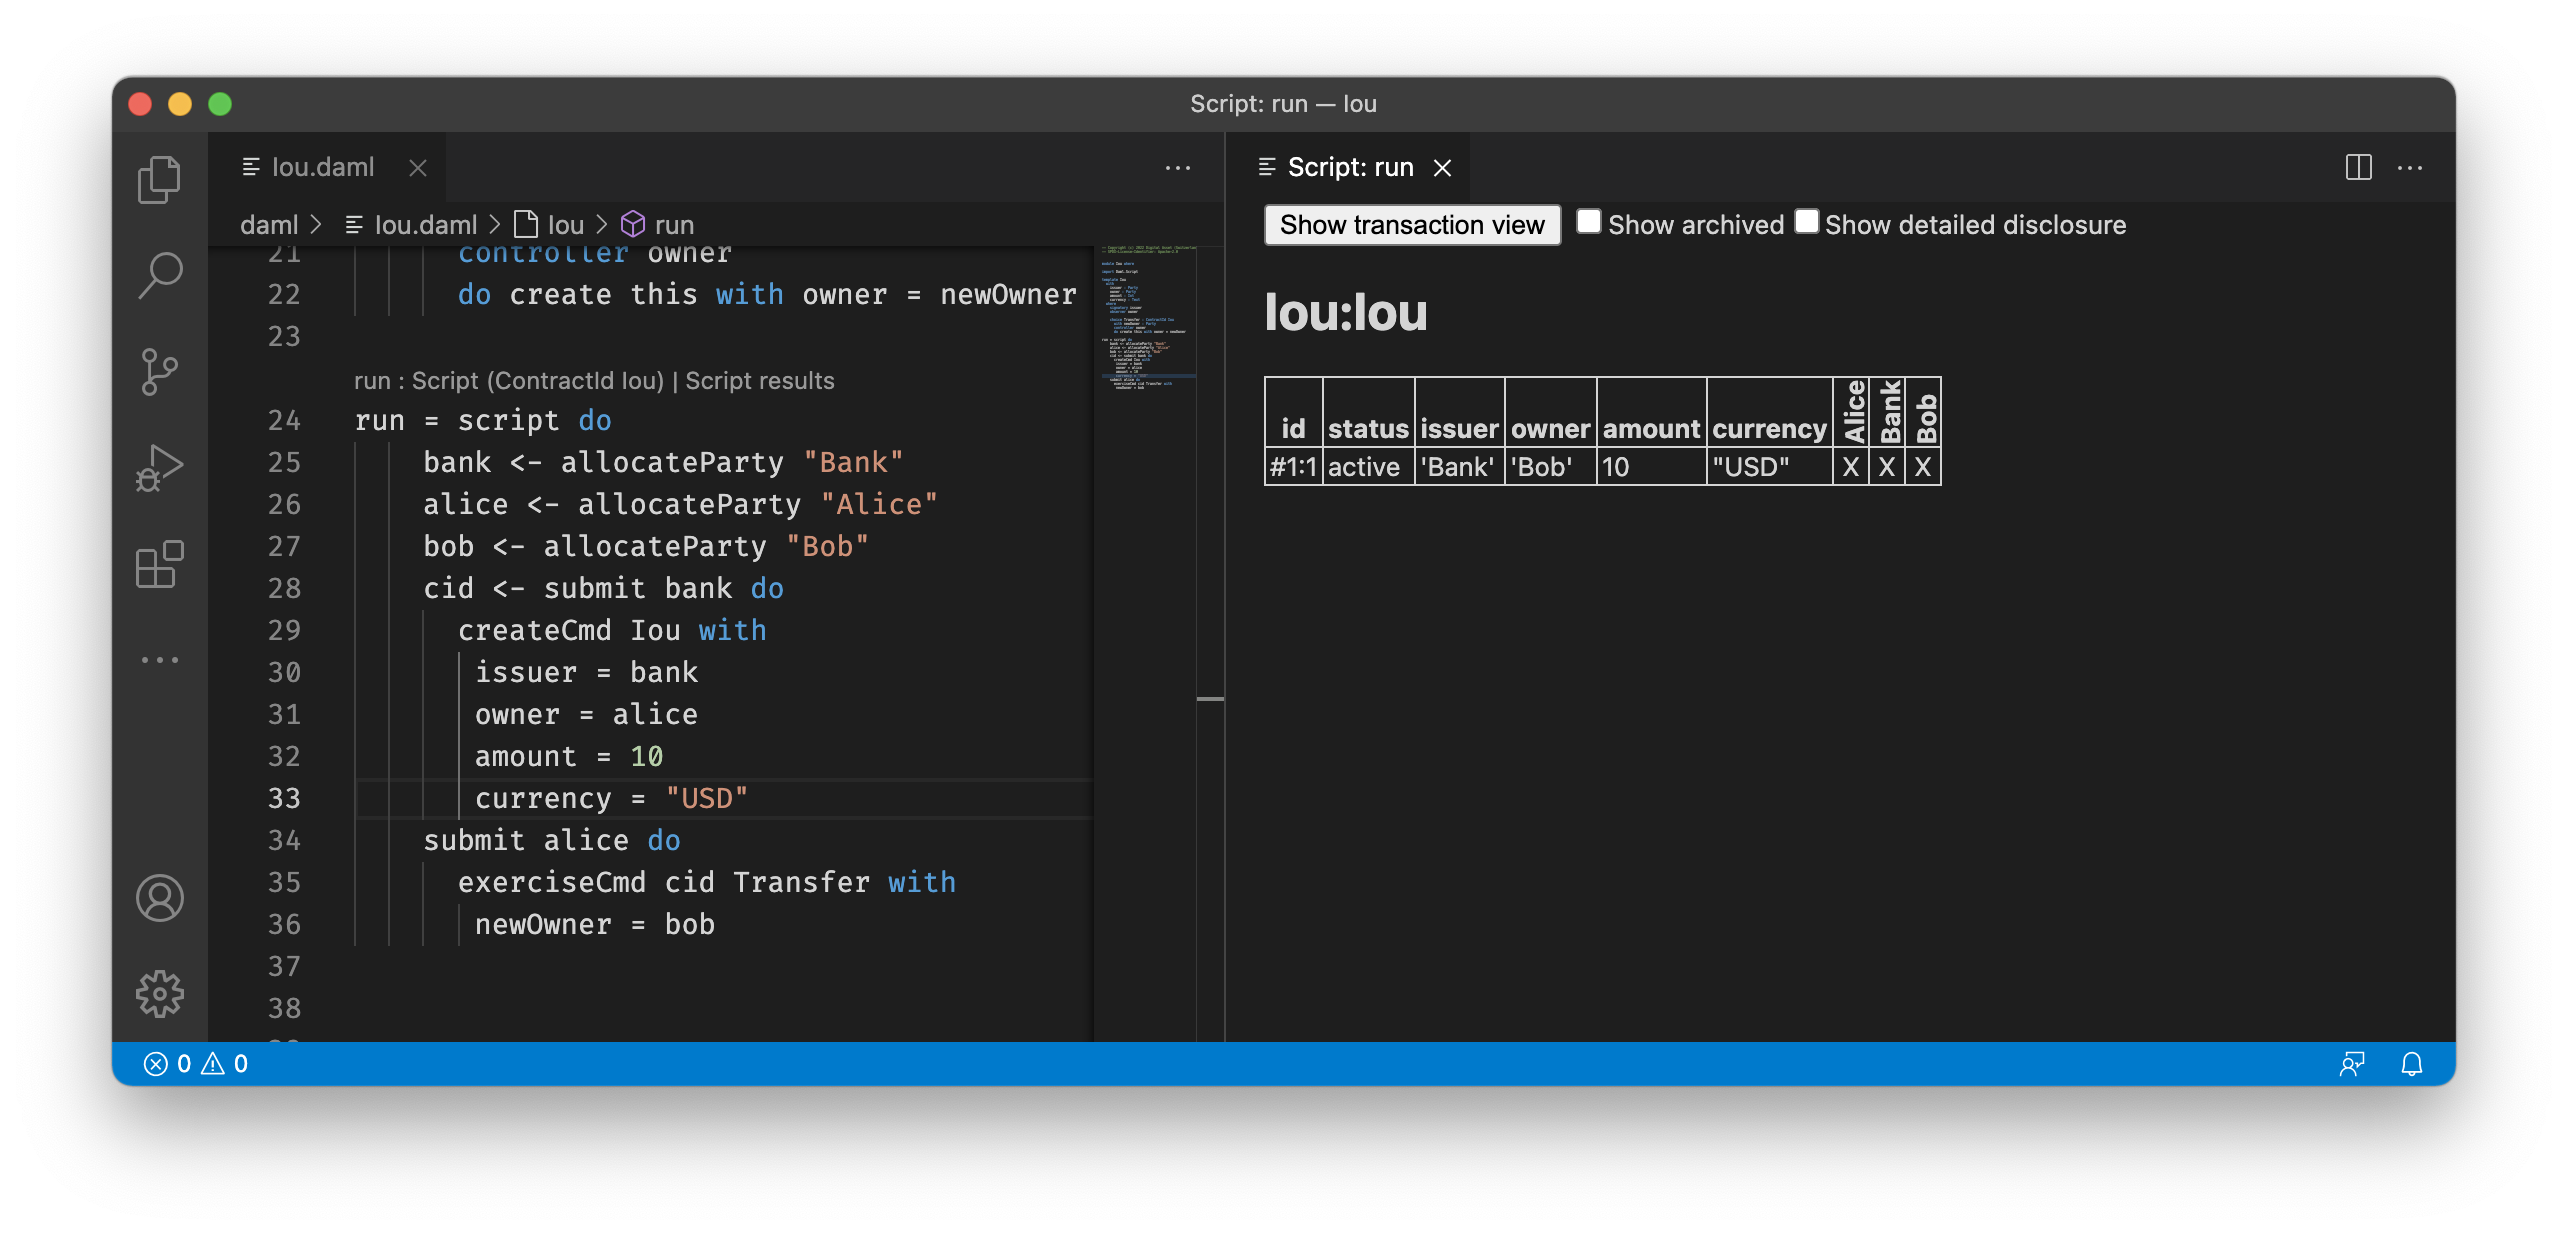 Script: run — Iou
Iou.daml
Script: run
daml > Iou.daml > Iou > run
Show transaction view Show archived Show detailed disclosure
21 controller owner
22 do create this with owner = newOwner
23
run : Script (ContractId Iou) | Script results
24 run = script do
25 bank <- allocateParty "Bank"
26 alice <- allocateParty "Alice"
27 bob <- allocateParty "Bob"
28 cid <- submit bank do
29 createCmd Iou with
30 issuer = bank
31 owner = alice
32 amount = 10
33 currency = "USD"
34 submit alice do
35 exerciseCmd cid Transfer with
36 newOwner = bob
37
38
Iou:Iou
id status issuer owner amount currency Alice Bank Bob
#1:1 active 'Bank' 'Bob' 10 "USD" X X X
0 0